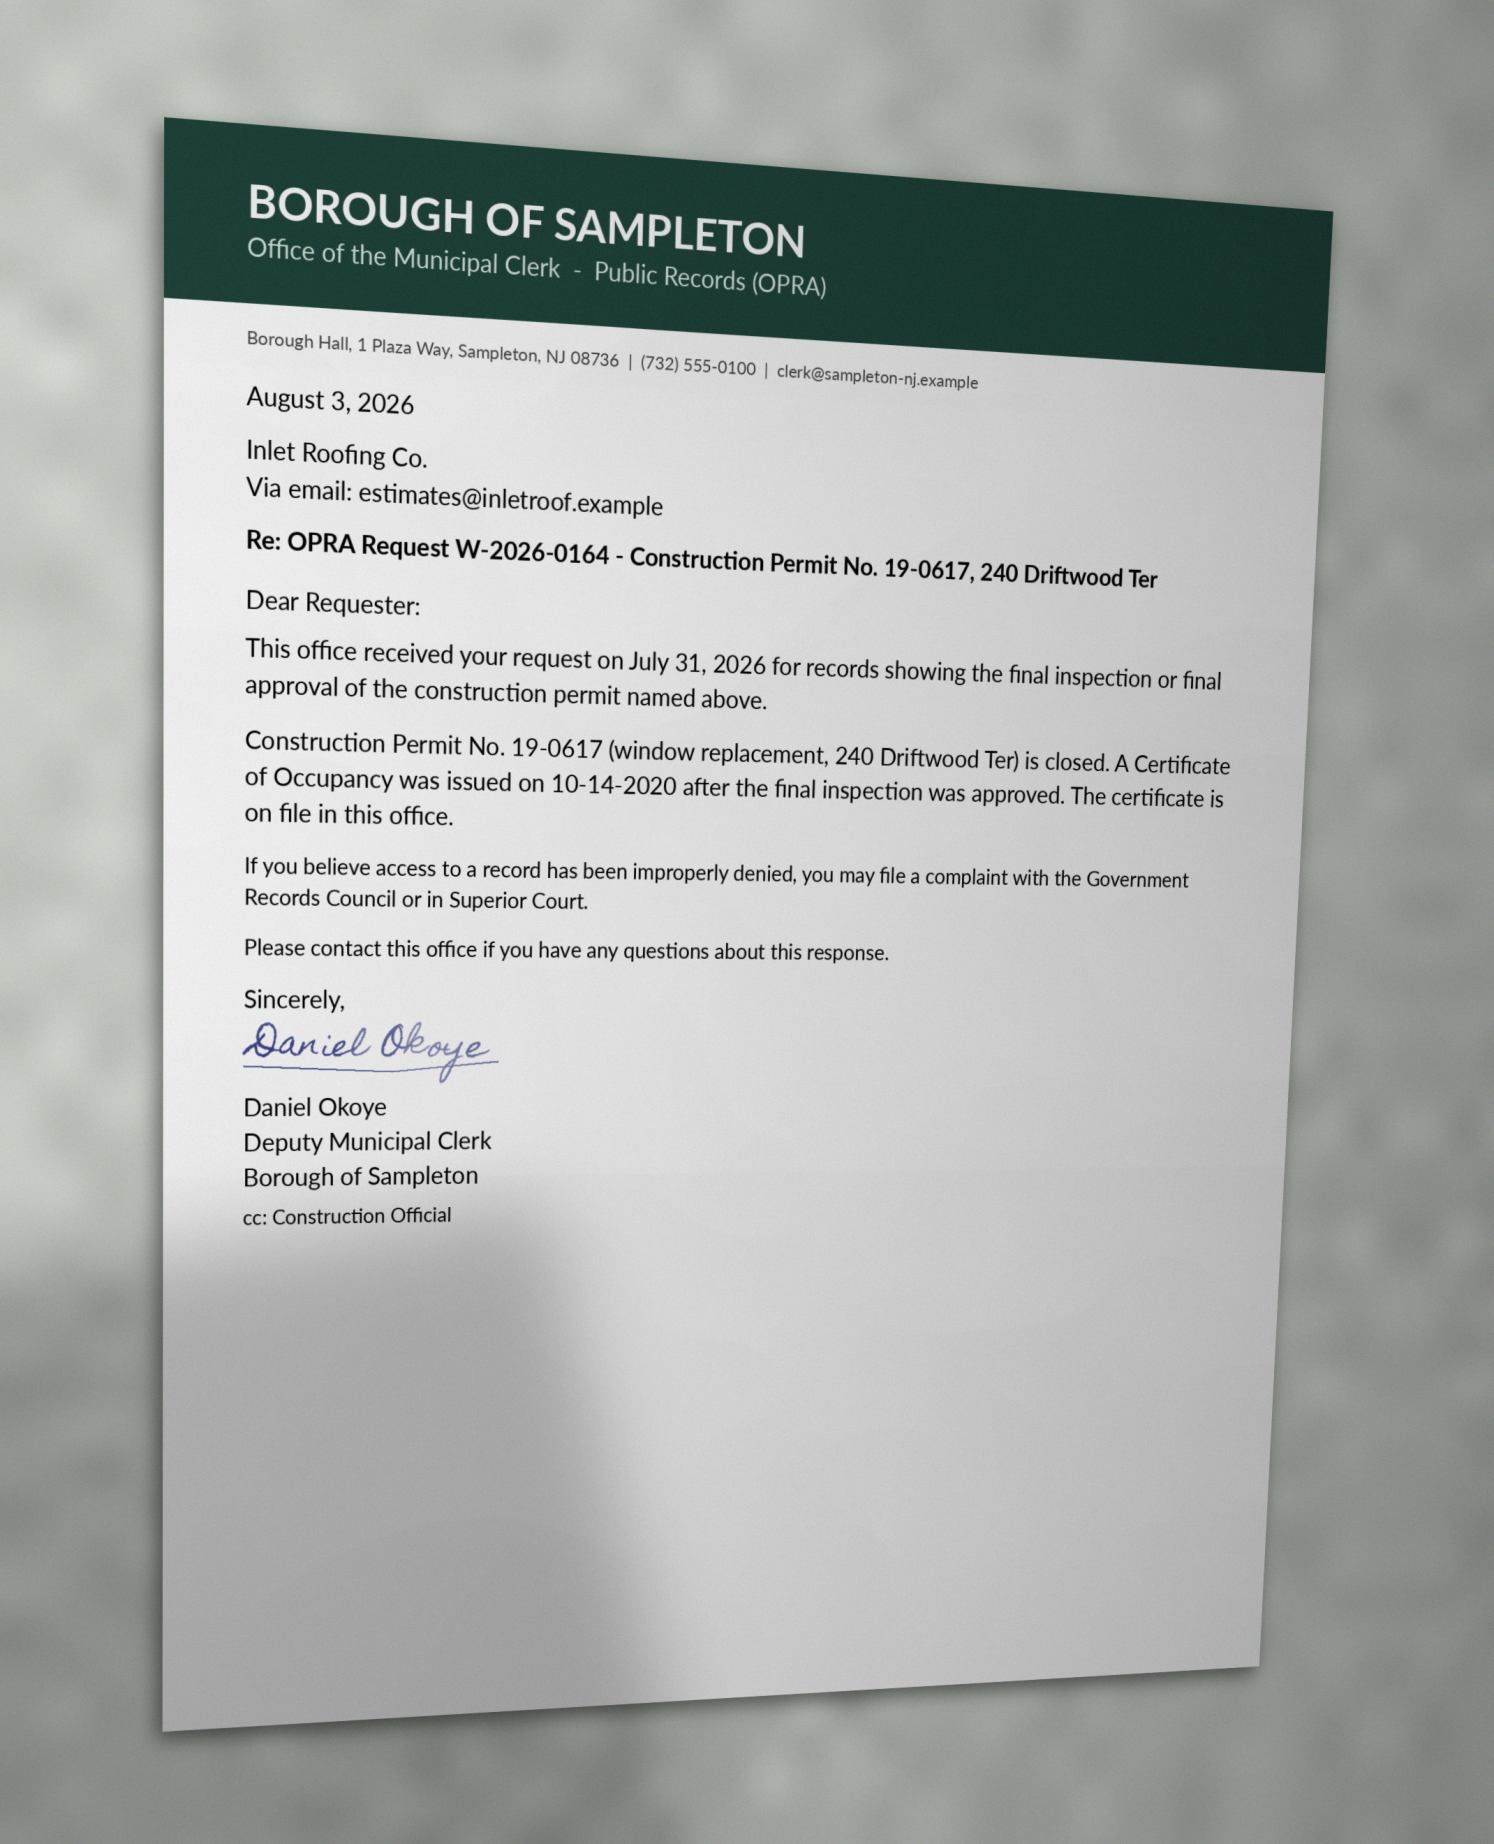 BOROUGH OF SAMPLETON
Office of the Municipal Clerk - Public Records (OPRA)
Borough Hall, 1 Plaza Way, Sampleton, NJ 08736 | (732) 555-0100 | clerk@sampleton-nj.example
August 3, 2026
Inlet Roofing Co.
Via email: estimates@inletroof.example
Re: OPRA Request W-2026-0164 - Construction Permit No. 19-0617, 240 Driftwood Ter
Dear Requester:
This office received your request on July 31, 2026 for records showing the final inspection or final
approval of the construction permit named above.
Construction Permit No. 19-0617 (window replacement, 240 Driftwood Ter) is closed. A Certificate
of Occupancy was issued on 10-14-2020 after the final inspection was approved. The certificate is
on file in this office.
If you believe access to a record has been improperly denied, you may file a complaint with the Government
Records Council or in Superior Court.
Please contact this office if you have any questions about this response.
Sincerely,
Daniel Okoye
Daniel Okoye
Deputy Municipal Clerk
Borough of Sampleton
cc: Construction Official